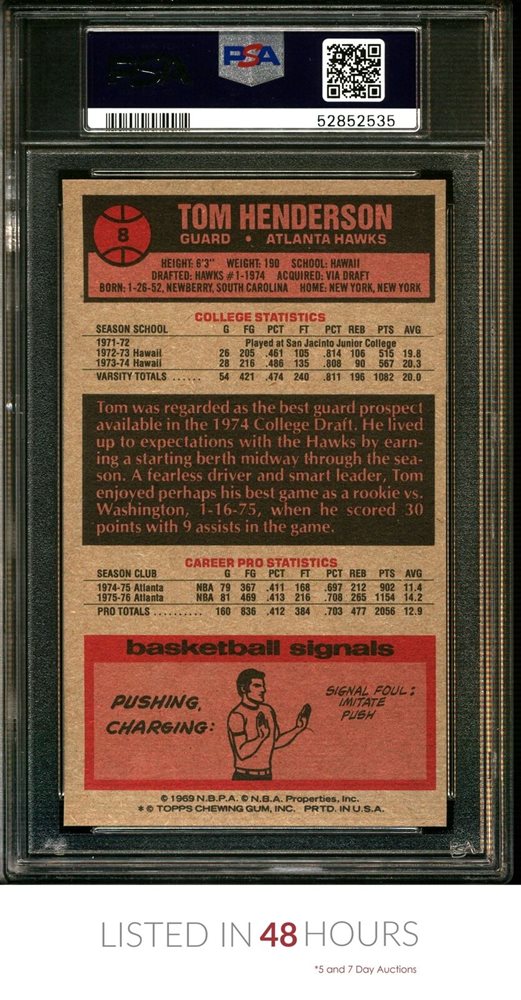 PSA
52852535
8
TOM HENDERSON
GUARD • ATLANTA HAWKS
HEIGHT: 6'3" WEIGHT: 190 SCHOOL: HAWAII
DRAFTED: HAWKS #1-1974 ACQUIRED: VIA DRAFT
BORN: 1-26-52, NEWBERRY, SOUTH CAROLINA HOME: NEW YORK, NEW YORK
COLLEGE STATISTICS
SEASON SCHOOL G FG PCT FT PCT REB PTS AVG
1971-72 Played at San Jacinto Junior College
1972-73 Hawaii 26 205 .461 105 .814 106 515 19.8
1973-74 Hawaii 28 216 .486 135 .808 90 567 20.3
VARSITY TOTALS ...... 54 421 .474 240 .811 196 1082 20.0
Tom was regarded as the best guard prospect
available in the 1974 College Draft. He lived
up to expectations with the Hawks by earn-
ing a starting berth midway through the sea-
son. A fearless driver and smart leader, Tom
enjoyed perhaps his best game as a rookie vs.
Washington, 1-16-75, when he scored 30
points with 9 assists in the game.
CAREER PRO STATISTICS
SEASON CLUB G FG PCT FT PCT REB PTS AVG
1974-75 Atlanta NBA 79 367 .411 168 .697 212 902 11.4
1975-76 Atlanta NBA 81 469 .413 216 .708 265 1154 14.2
PRO TOTALS .......... 160 836 .412 384 .703 477 2056 12.9
basketball signals
PUSHING,
CHARGING:
SIGNAL FOUL:
IMITATE
PUSH
© 1969 N.B.P.A. © N.B.A. Properties, Inc.
* © TOPPS CHEWING GUM, INC. PRTD. IN U.S.A.
LISTED IN 48 HOURS
*5 and 7 Day Auctions